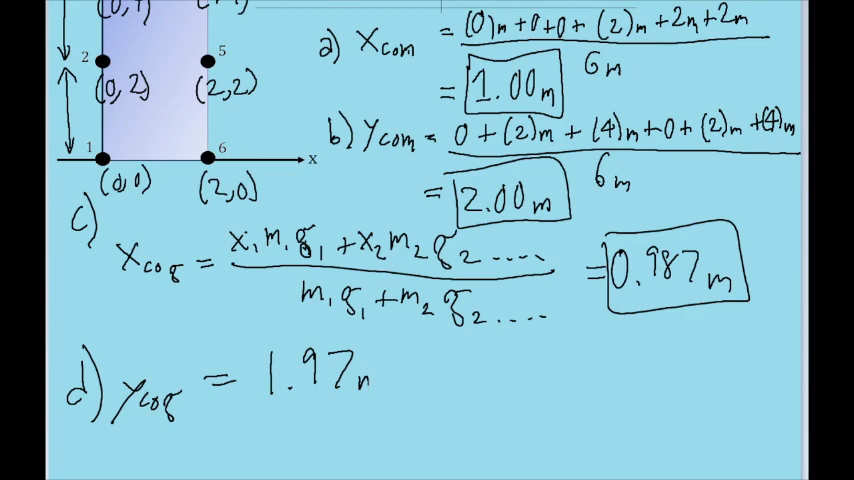 (0,4)
2 5
(0,2) (2,2)
1 6 x
(0,0) (2,0)
a) Xcom = (0)m+0+0+(2)m+2m+2m
6m
= 1.00m
b) ycom = 0+(2)m+(4)m+0+(2)m+(4)m
6m
= 2.00m
c) Xcog = x1m1g1+x2m2g2.....
m1g1+m2g2....
=0.987m
d) ycog = 1.97